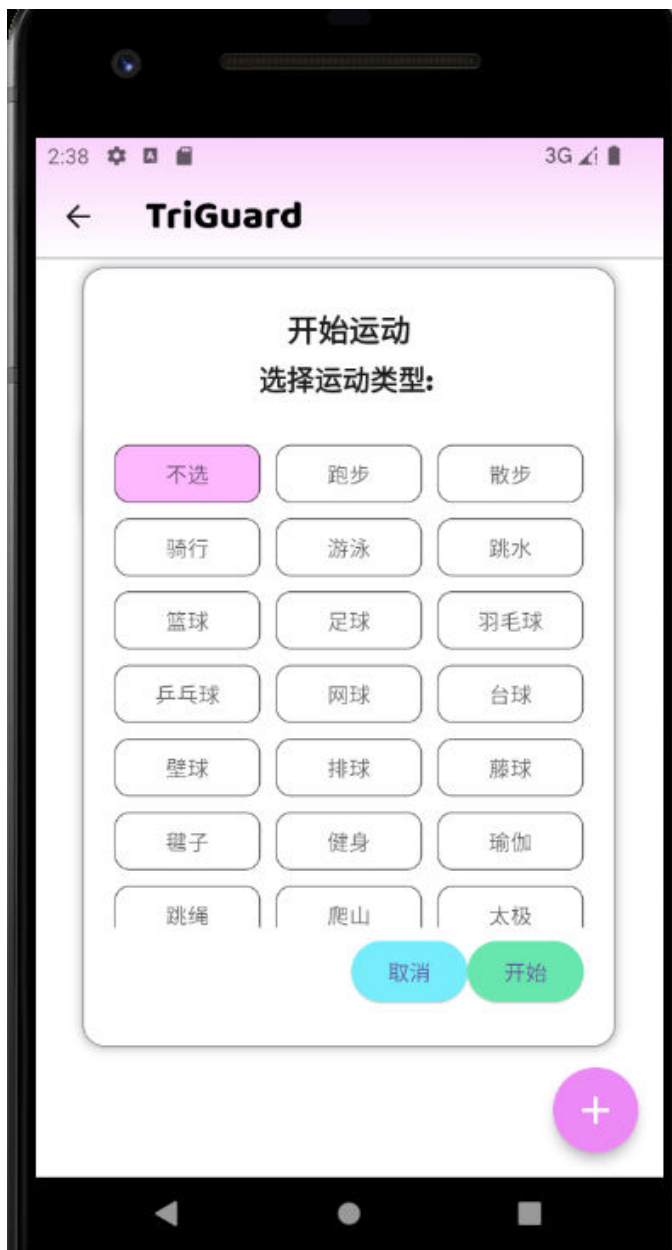 2:38 3G
TriGuard
开始运动
选择运动类型:
不选 跑步 散步
骑行 游泳 跳水
篮球 足球 羽毛球
乒乓球 网球 台球
壁球 排球 藤球
毽子 健身 瑜伽
跳绳 爬山 太极
取消 开始